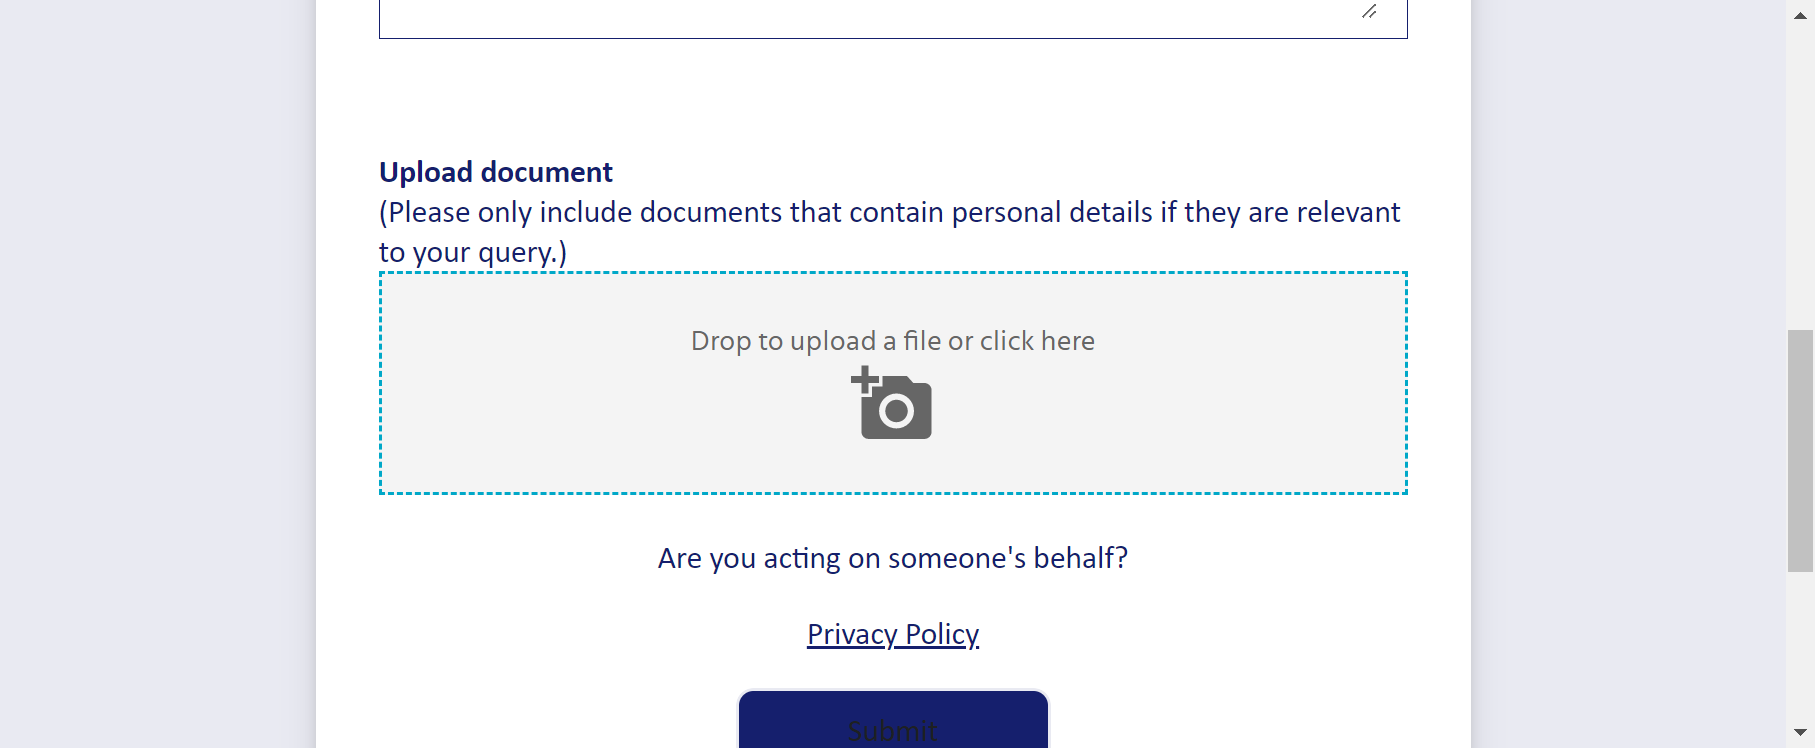 Upload document
(Please only include documents that contain personal details if they are relevant
to your query.)
Drop to upload a file or click here
Are you acting on someone's behalf?
Privacy Policy
Submit